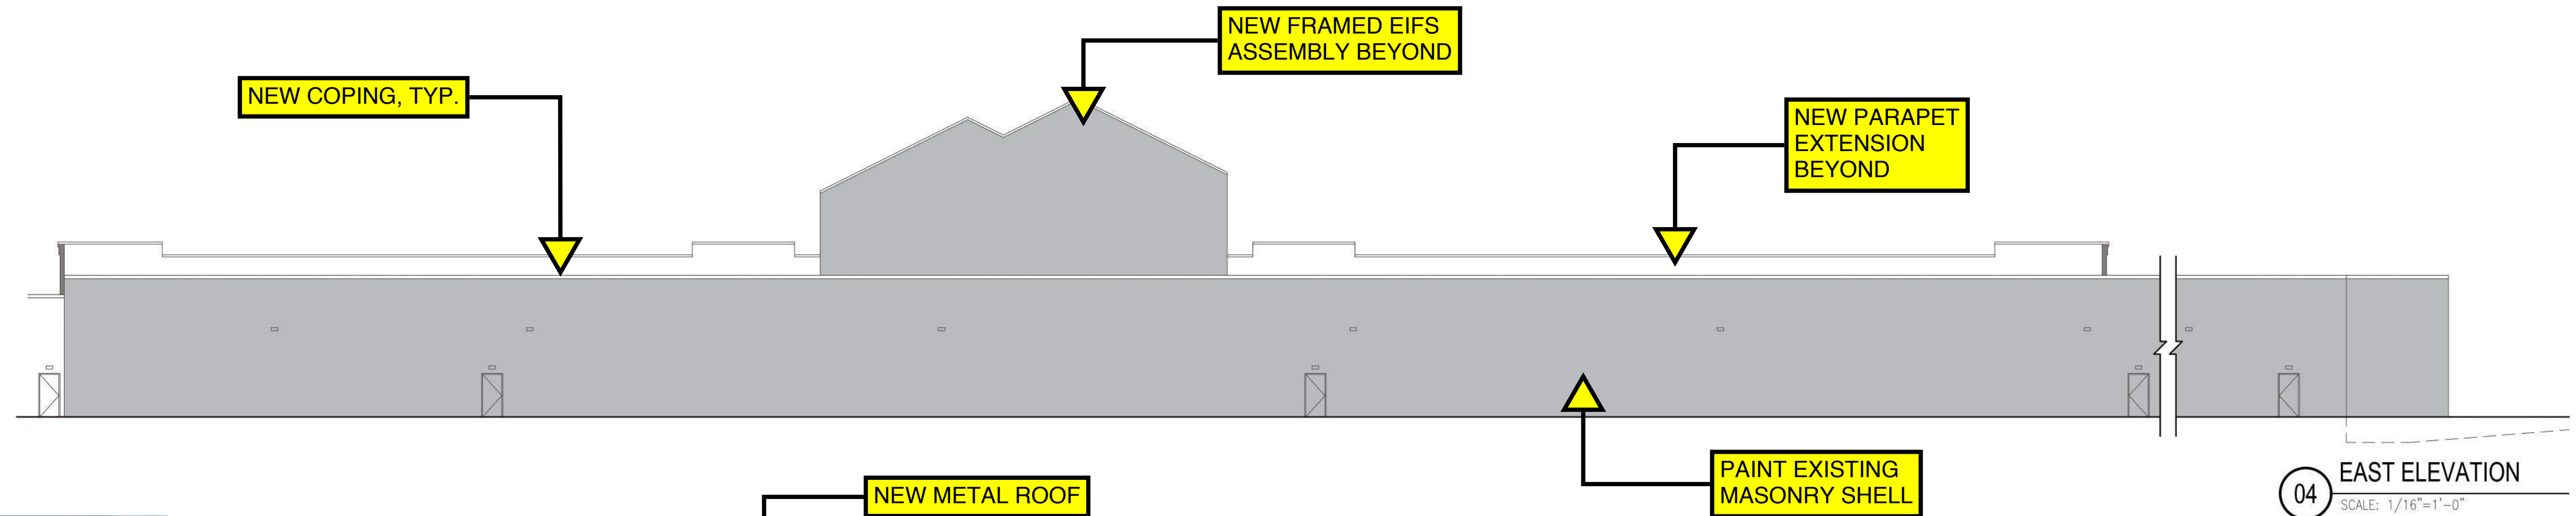 NEW FRAMED EIFS
ASSEMBLY BEYOND
NEW COPING, TYP.
NEW PARAPET
EXTENSION
BEYOND
PAINT EXISTING
MASONRY SHELL
NEW METAL ROOF
04
EAST ELEVATION
SCALE: 1/16"=1'-0"